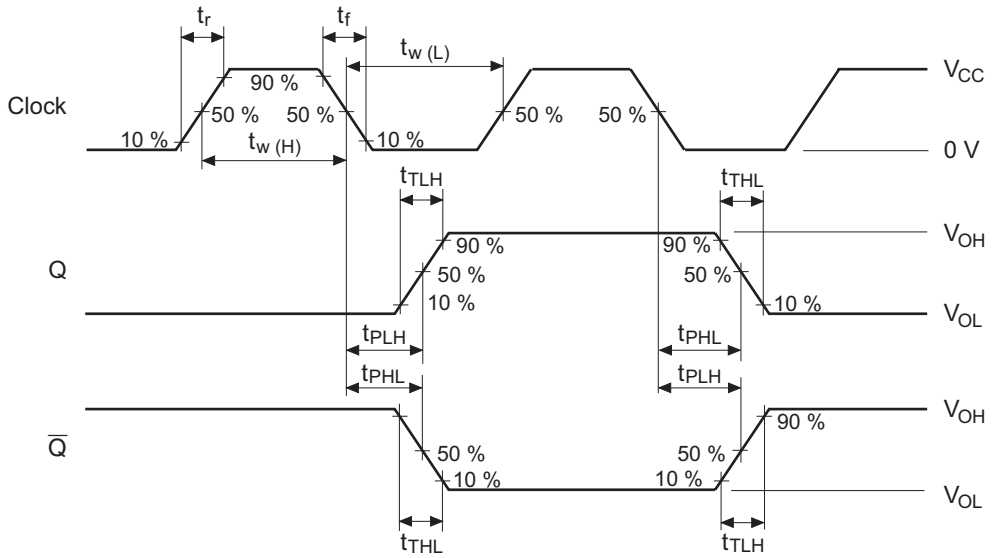 tr
tf
tw (L)
VCC
90 %
Clock
50 %
50 %
50 %
50 %
10 %
tw (H)
10 %
0 V
tTLH
tTHL
VOH
90 %
90 %
Q
50 %
50 %
10 %
10 %
VOL
tPLH
tPHL
tPHL
tPLH
VOH
90 %
Q̅
50 %
50 %
10 %
10 %
VOL
tTHL
tTLH